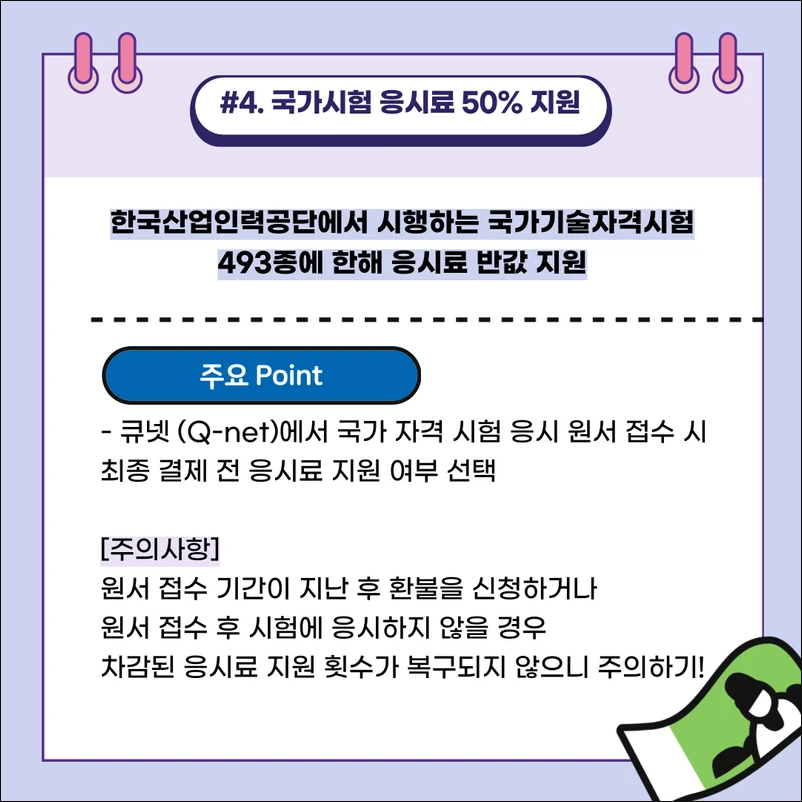 #4. 국가시험 응시료 50% 지원
한국산업인력공단에서 시행하는 국가기술자격시험
493종에 한해 응시료 반값 지원
주요 Point
- 큐넷 (Q-net)에서 국가 자격 시험 응시 원서 접수 시
최종 결제 전 응시료 지원 여부 선택
[주의사항]
원서 접수 기간이 지난 후 환불을 신청하거나
원서 접수 후 시험에 응시하지 않을 경우
차감된 응시료 지원 횟수가 복구되지 않으니 주의하기!